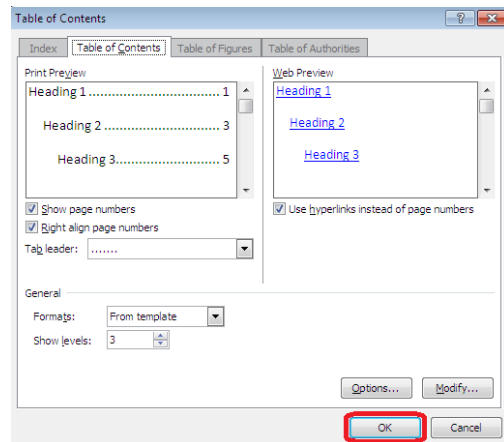 Table of Contents
Index Table of Contents Table of Figures Table of Authorities
Print Preview
Heading 1 ............................. 1
Heading 2 ............................ 3
Heading 3......................... 5
Show page numbers
Right align page numbers
Tab leader: .......
Web Preview
Heading 1
Heading 2
Heading 3
Use hyperlinks instead of page numbers
General
Formats: From template
Show levels: 3
Options... Modify...
OK Cancel